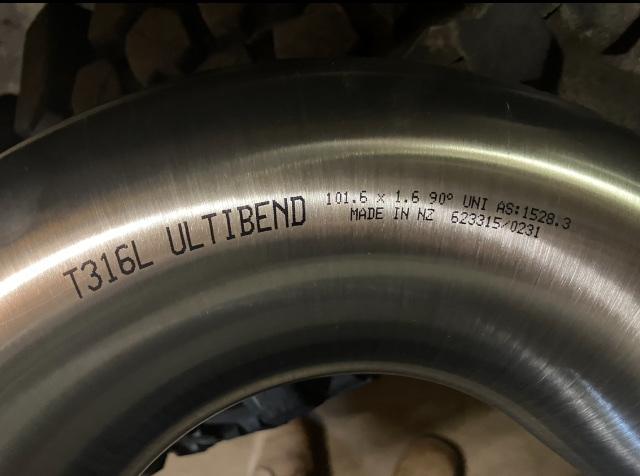 T316L ULTIBEND
101.6 x 1.6 90° UNI AS:1528.3
MADE IN NZ 623315/0231